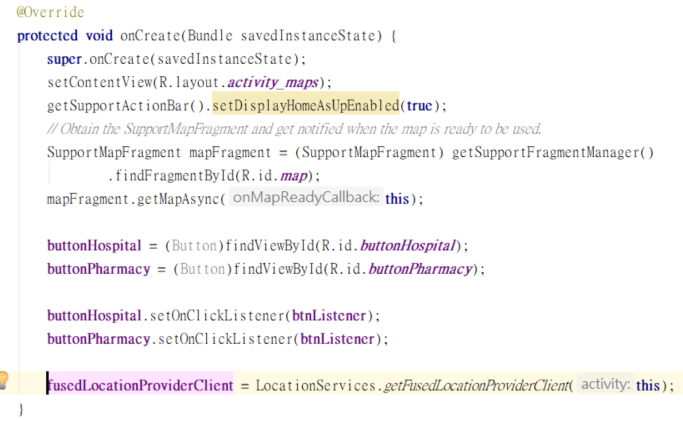 @Override
protected void onCreate(Bundle savedInstanceState) {
super.onCreate(savedInstanceState);
setContentView(R.layout.activity_maps);
getSupportActionBar().setDisplayHomeAsUpEnabled(true);
// Obtain the SupportMapFragment and get notified when the map is ready to be used.
SupportMapFragment mapFragment = (SupportMapFragment) getSupportFragmentManager()
.findFragmentById(R.id.map);
mapFragment.getMapAsync( onMapReadyCallback: this);
buttonHospital = (Button)findViewById(R.id.buttonHospital);
buttonPharmacy = (Button)findViewById(R.id.buttonPharmacy);
buttonHospital.setOnClickListener(btnListener);
buttonPharmacy.setOnClickListener(btnListener);
fusedLocationProviderClient = LocationServices.getFusedLocationProviderClient( activity: this);
}